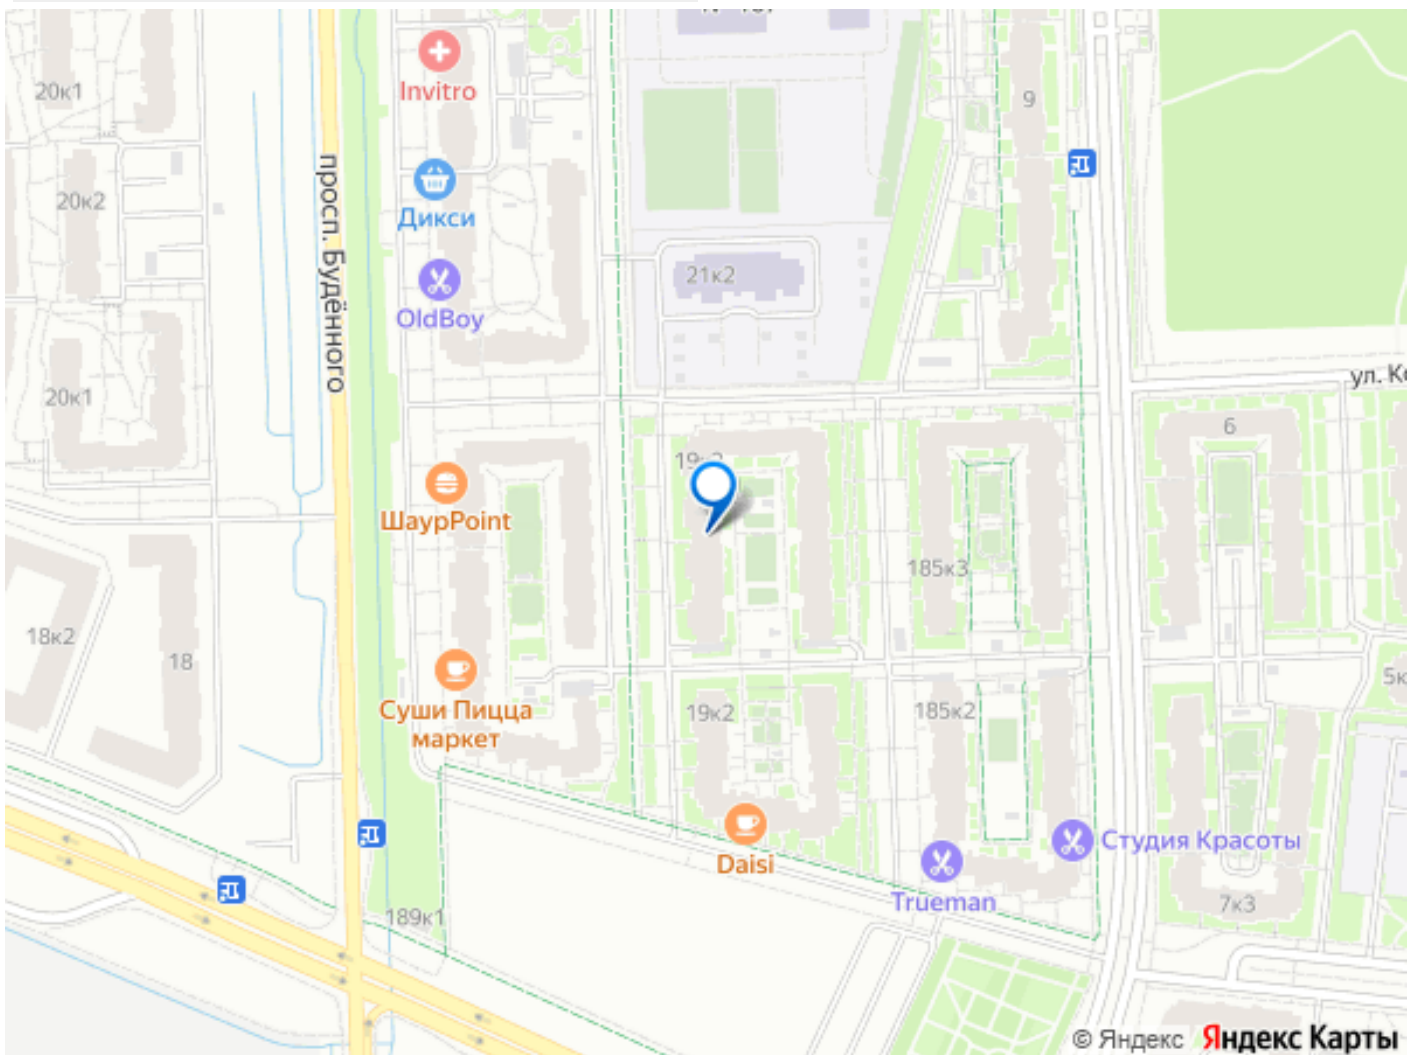 Invitro
20к1
9
просп. Будённого
Дикси
20к2
21к2
OldBoy
20к1
ул. Ко
6
ШаурPoint
185к3
18к2
18
5к
Суши Пицца
маркет
19к2
185к2
Daisi
Студия Красоты
Trueman
7к3
189к1
© Яндекс Яндекс Карты